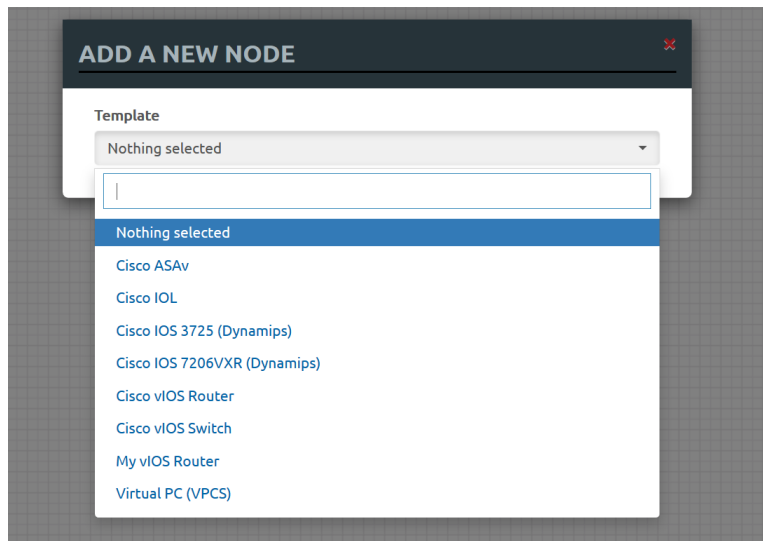 ADD A NEW NODE
Template
Nothing selected
Nothing selected
Cisco ASAv
Cisco IOL
Cisco IOS 3725 (Dynamips)
Cisco IOS 7206VXR (Dynamips)
Cisco vIOS Router
Cisco vIOS Switch
My vIOS Router
Virtual PC (VPCS)